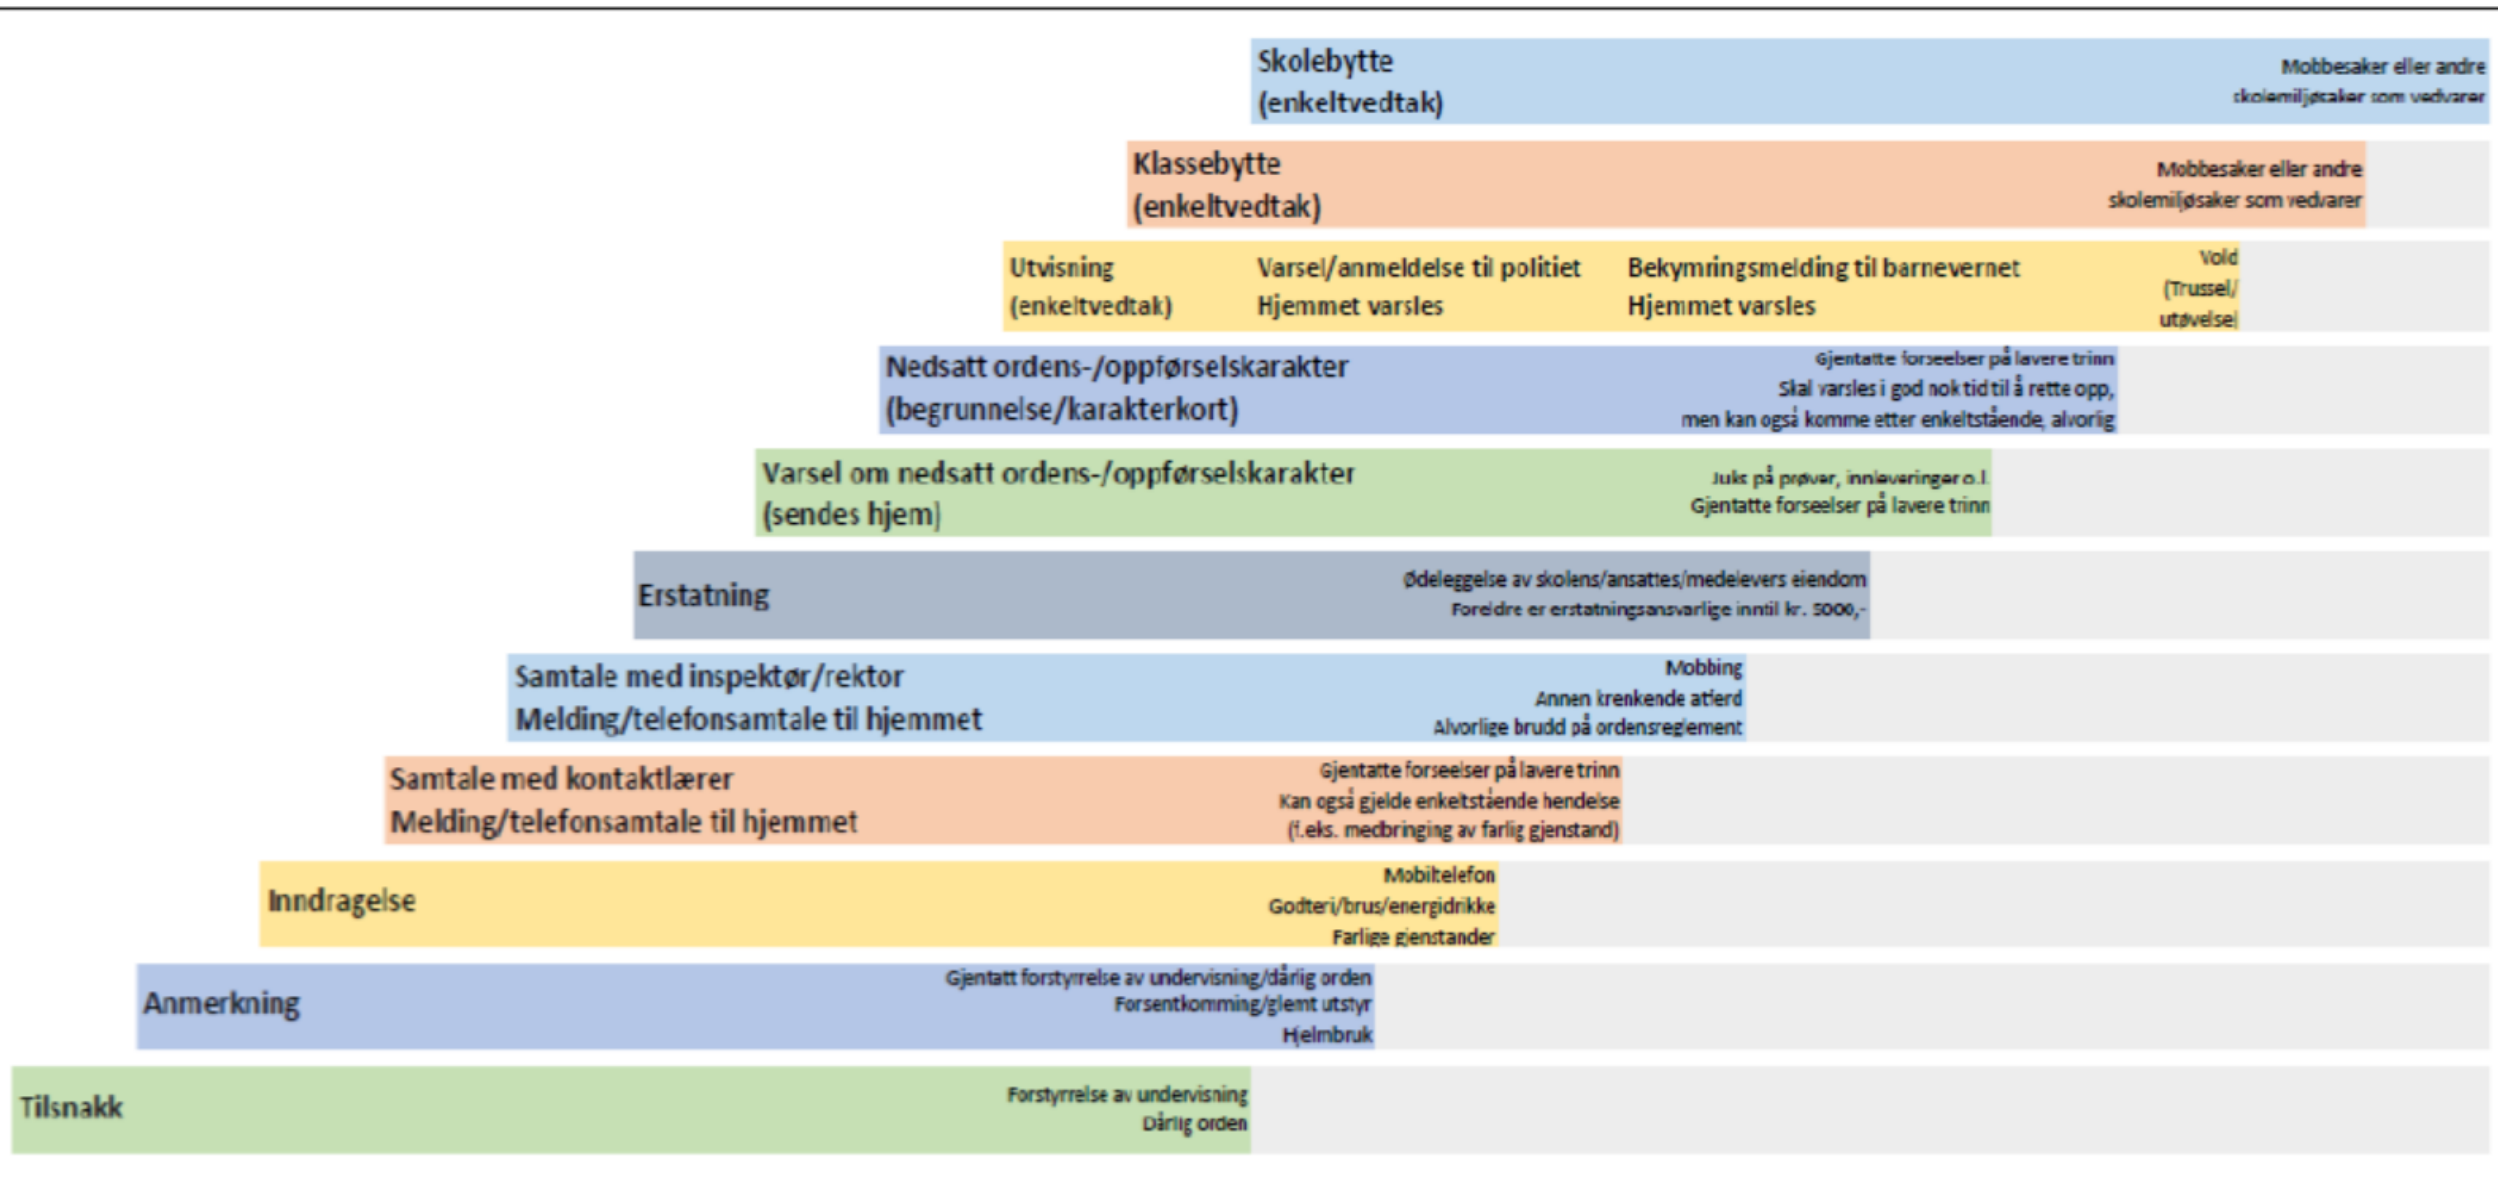 Skolebytte
(enkeltvedtak)
Mobbesaker eller andre
skolemiljøsaker som vedvarer
Klassebytte
(enkeltvedtak)
Mobbesaker eller andre
skolemiljøsaker som vedvarer
Utvisning
(enkeltvedtak)
Varsel/anmeldelse til politiet
Hjemmet varsles
Bekymringsmelding til barnevernet
Hjemmet varsles
Vold
(Trussel/
utøvelse)
Nedsatt ordens-/oppførselskarakter
(begrunnelse/karakterkort)
Gjentatte forseelser på lavere trinn
Skal varsles i god nok tid til å rette opp,
men kan også komme etter enkeltstående, alvorlig
Varsel om nedsatt ordens-/oppførselskarakter
(sendes hjem)
Juks på prøver, innleveringer o.l.
Gjentatte forseelser på lavere trinn
Erstatning
Ødeleggelse av skolens/ansattes/medelevers eiendom
Foreldre er erstatningsansvarlige inntil kr. 5000,-
Samtale med inspektør/rektor
Melding/telefonsamtale til hjemmet
Mobbing
Annen krenkende atferd
Alvorlige brudd på ordensreglement
Samtale med kontaktlærer
Melding/telefonsamtale til hjemmet
Gjentatte forseelser på lavere trinn
Kan også gjelde enkeltstående hendelse
(f.eks. medbringing av farlig gjenstand)
Inndragelse
Mobiltelefon
Godteri/brus/energidrikke
Farlige gjenstander
Anmerkning
Gjentatt forstyrrelse av undervisning/dårlig orden
Forsentkomming/glemt utstyr
Hjelmbruk
Tilsnakk
Forstyrrelse av undervisning
Dårlig orden